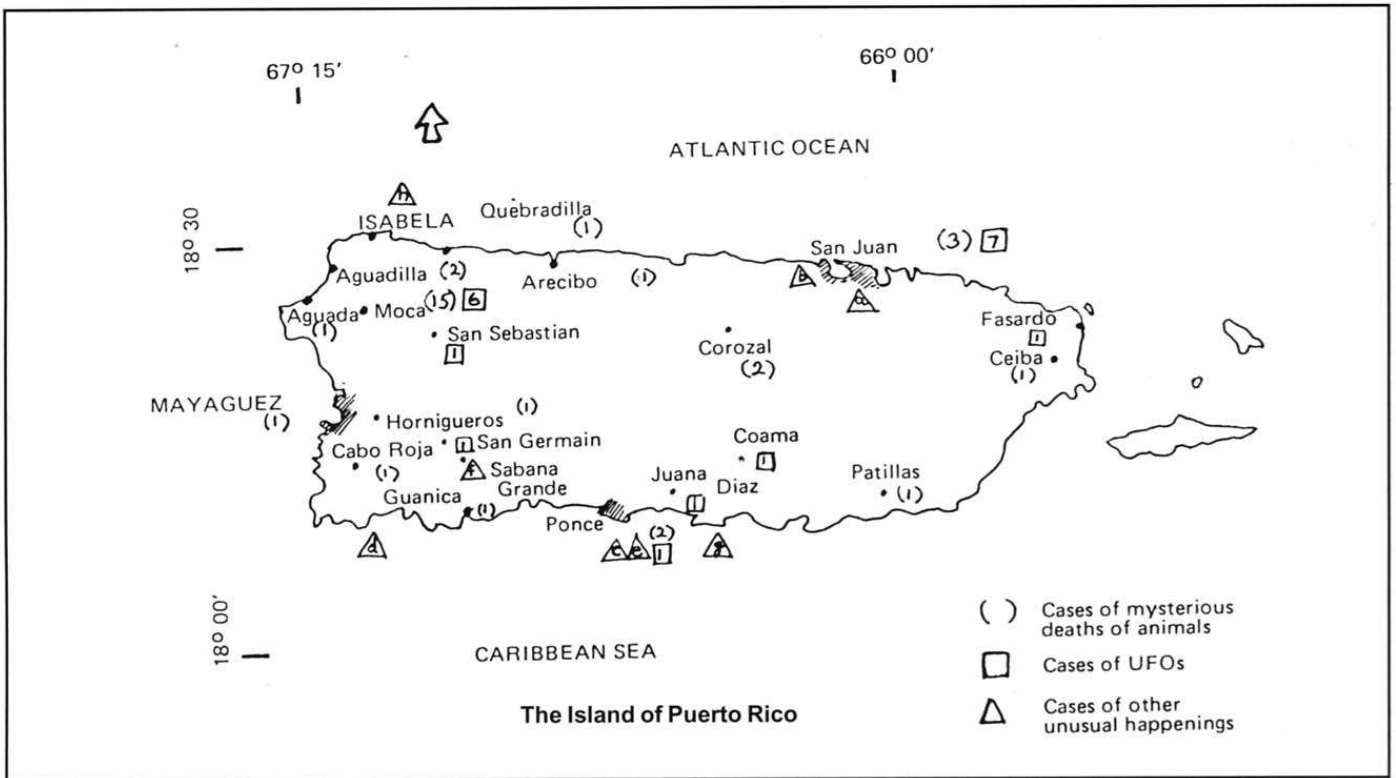 67º 15'
66º 00'
ATLANTIC OCEAN
h
ISABELA
Quebradilla
(1)
18º 30
San Juan
(3) 7
Aguadilla (2)
Arecibo (1)
b
a
Aguada
(1)
Moca (15) 6
San Sebastian
1
Corozal
(2)
Fasardo
1
Ceiba
(1)
MAYAGUEZ
(1)
Hornigueros (1)
Cabo Roja
(1)
1 San Germain
f Sabana
Grande
Guanica
(1)
Coama
1
Juana
Diaz
1
Patillas
(1)
Ponce
(2)
d
c e 1
g
18º 00'
CARIBBEAN SEA
The Island of Puerto Rico
( ) Cases of mysterious
deaths of animals
Cases of UFOs
Cases of other
unusual happenings